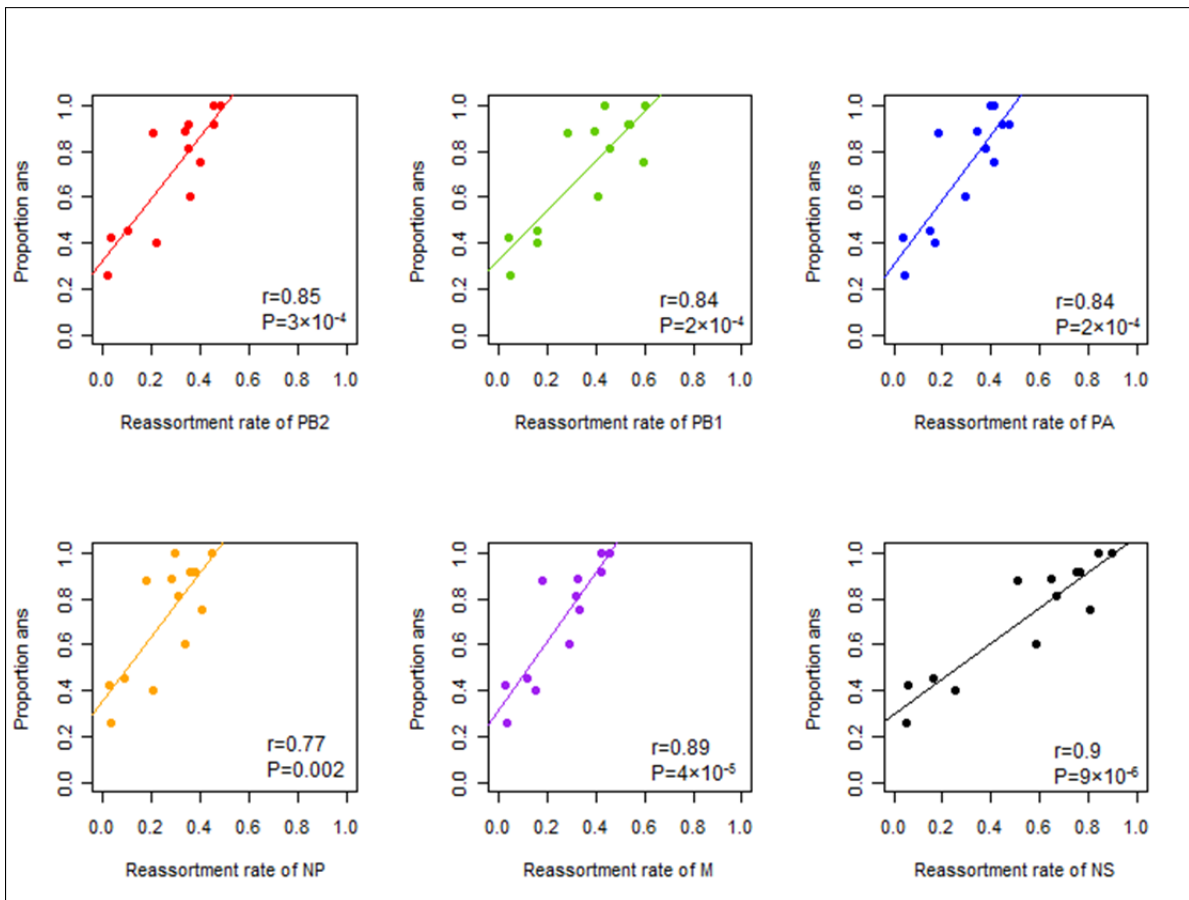 Proportion ans
1.0
0.8
0.6
0.4
0.2
0.0
r=0.85
P=3×10⁻⁴
0.0 0.2 0.4 0.6 0.8 1.0
Reassortment rate of PB2
Proportion ans
1.0
0.8
0.6
0.4
0.2
0.0
r=0.84
P=2×10⁻⁴
0.0 0.2 0.4 0.6 0.8 1.0
Reassortment rate of PB1
Proportion ans
1.0
0.8
0.6
0.4
0.2
0.0
r=0.84
P=2×10⁻⁴
0.0 0.2 0.4 0.6 0.8 1.0
Reassortment rate of PA
Proportion ans
1.0
0.8
0.6
0.4
0.2
0.0
r=0.77
P=0.002
0.0 0.2 0.4 0.6 0.8 1.0
Reassortment rate of NP
Proportion ans
1.0
0.8
0.6
0.4
0.2
0.0
r=0.89
P=4×10⁻⁵
0.0 0.2 0.4 0.6 0.8 1.0
Reassortment rate of M
Proportion ans
1.0
0.8
0.6
0.4
0.2
0.0
r=0.9
P=9×10⁻⁶
0.0 0.2 0.4 0.6 0.8 1.0
Reassortment rate of NS